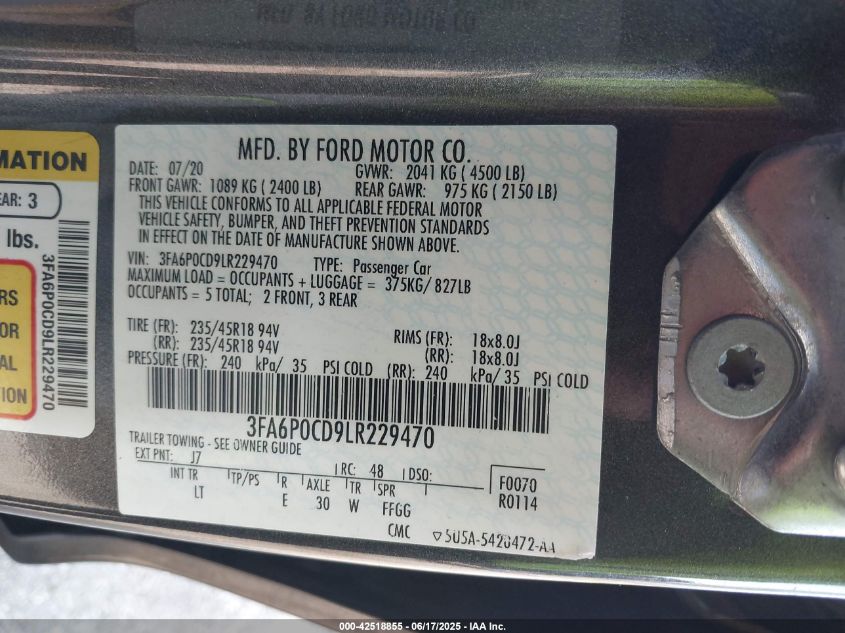 MFD. BY FORD MOTOR CO.
DATE: 07/20 GVWR: 2041 KG ( 4500 LB)
FRONT GAWR: 1089 KG ( 2400 LB) REAR GAWR: 975 KG ( 2150 LB)
THIS VEHICLE CONFORMS TO ALL APPLICABLE FEDERAL MOTOR
VEHICLE SAFETY, BUMPER, AND THEFT PREVENTION STANDARDS
IN EFFECT ON THE DATE OF MANUFACTURE SHOWN ABOVE.
VIN: 3FA6P0CD9LR229470 TYPE: Passenger Car
MAXIMUM LOAD = OCCUPANTS + LUGGAGE = 375KG/ 827LB
OCCUPANTS = 5 TOTAL; 2 FRONT, 3 REAR
TIRE (FR): 235/45R18 94V RIMS (FR): 18x8.0J
(RR): 235/45R18 94V (RR): 18x8.0J
PRESSURE (FR): 240 kPa/ 35 PSI COLD (RR): 240 kPa/ 35 PSI COLD
3FA6P0CD9LR229470
TRAILER TOWING - SEE OWNER GUIDE
EXT PNT: J7 RC: 48 DSO: F0070
INT TR TP/PS R AXLE TR SPR R0114
LT E 30 W FFGG
CMC ▽5U5A-5420472-AA
MATION
EAR: 3
lbs.
RS
OR
AL
TION
3FA6P0CD9LR229470
000-42518855 | 06/17/2025 - IAA Inc.